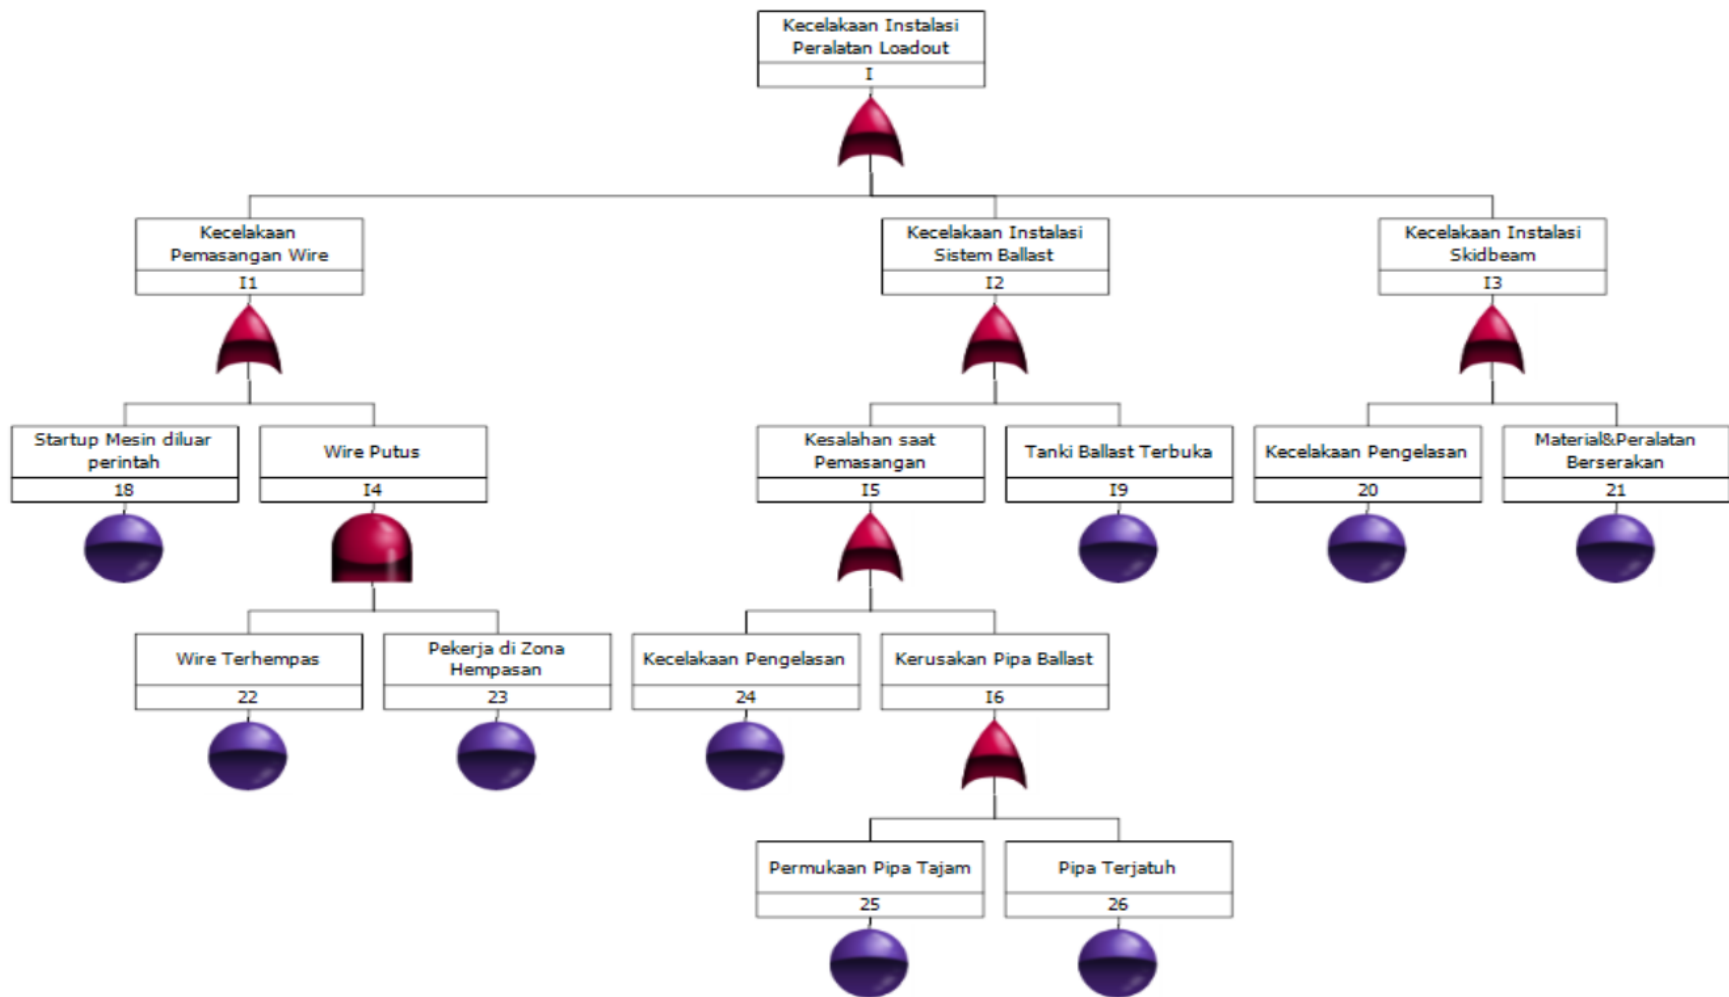 Kecelakaan Instalasi
Peralatan Loadout
I
Kecelakaan
Pemasangan Wire
I1
Kecelakaan Instalasi
Sistem Ballast
I2
Kecelakaan Instalasi
Skidbeam
I3
Startup Mesin diluar
perintah
18
Wire Putus
I4
Kesalahan saat
Pemasangan
I5
Tanki Ballast Terbuka
I9
Kecelakaan Pengelasan
20
Material&Peralatan
Berserakan
21
Wire Terhempas
22
Pekerja di Zona
Hempasan
23
Kecelakaan Pengelasan
24
Kerusakan Pipa Ballast
I6
Permukaan Pipa Tajam
25
Pipa Terjatuh
26